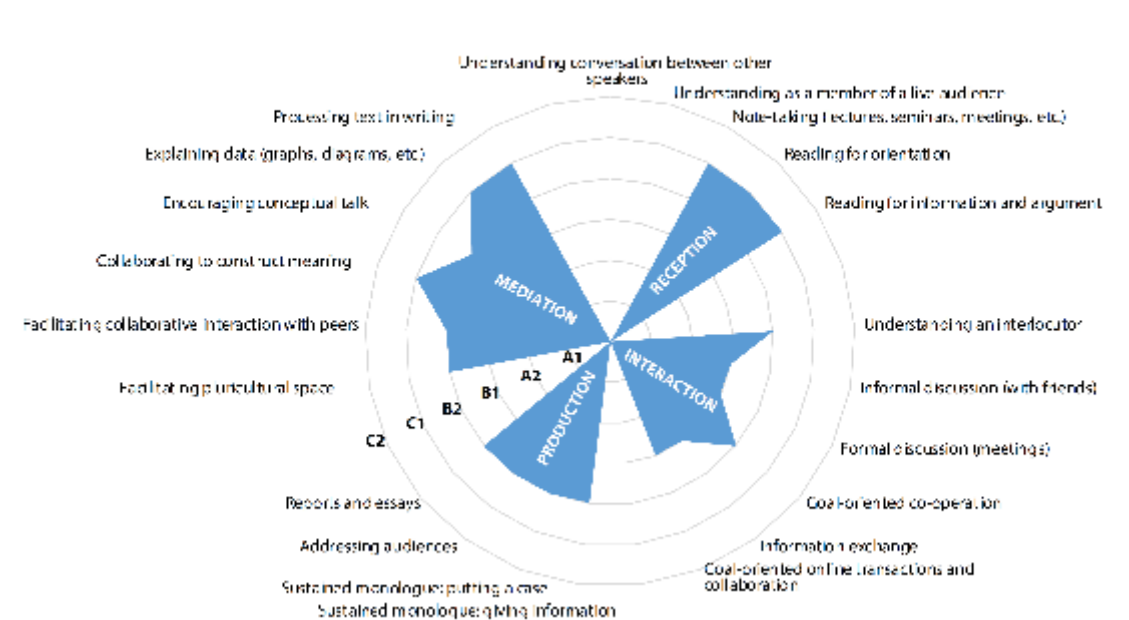 Understanding conversation between other
speakers
Understanding as a member of a live audience
Note-taking (lectures, seminars, meetings, etc.)
Reading for orientation
Reading for information and argument
Understanding an interlocutor
Informal discussion (with friends)
Formal discussion (meetings)
Goal-oriented co-operation
Information exchange
Goal-oriented online transactions and
collaboration
Sustained monologue: giving information
Sustained monologue: putting a case
Addressing audiences
Reports and essays
Facilitating pluricultural space
Facilitating collaborative interaction with peers
Collaborating to construct meaning
Encouraging conceptual talk
Explaining data (graphs, diagrams, etc.)
Processing text in writing
RECEPTION
INTERACTION
PRODUCTION
MEDIATION
A1
A2
B1
B2
C1
C2